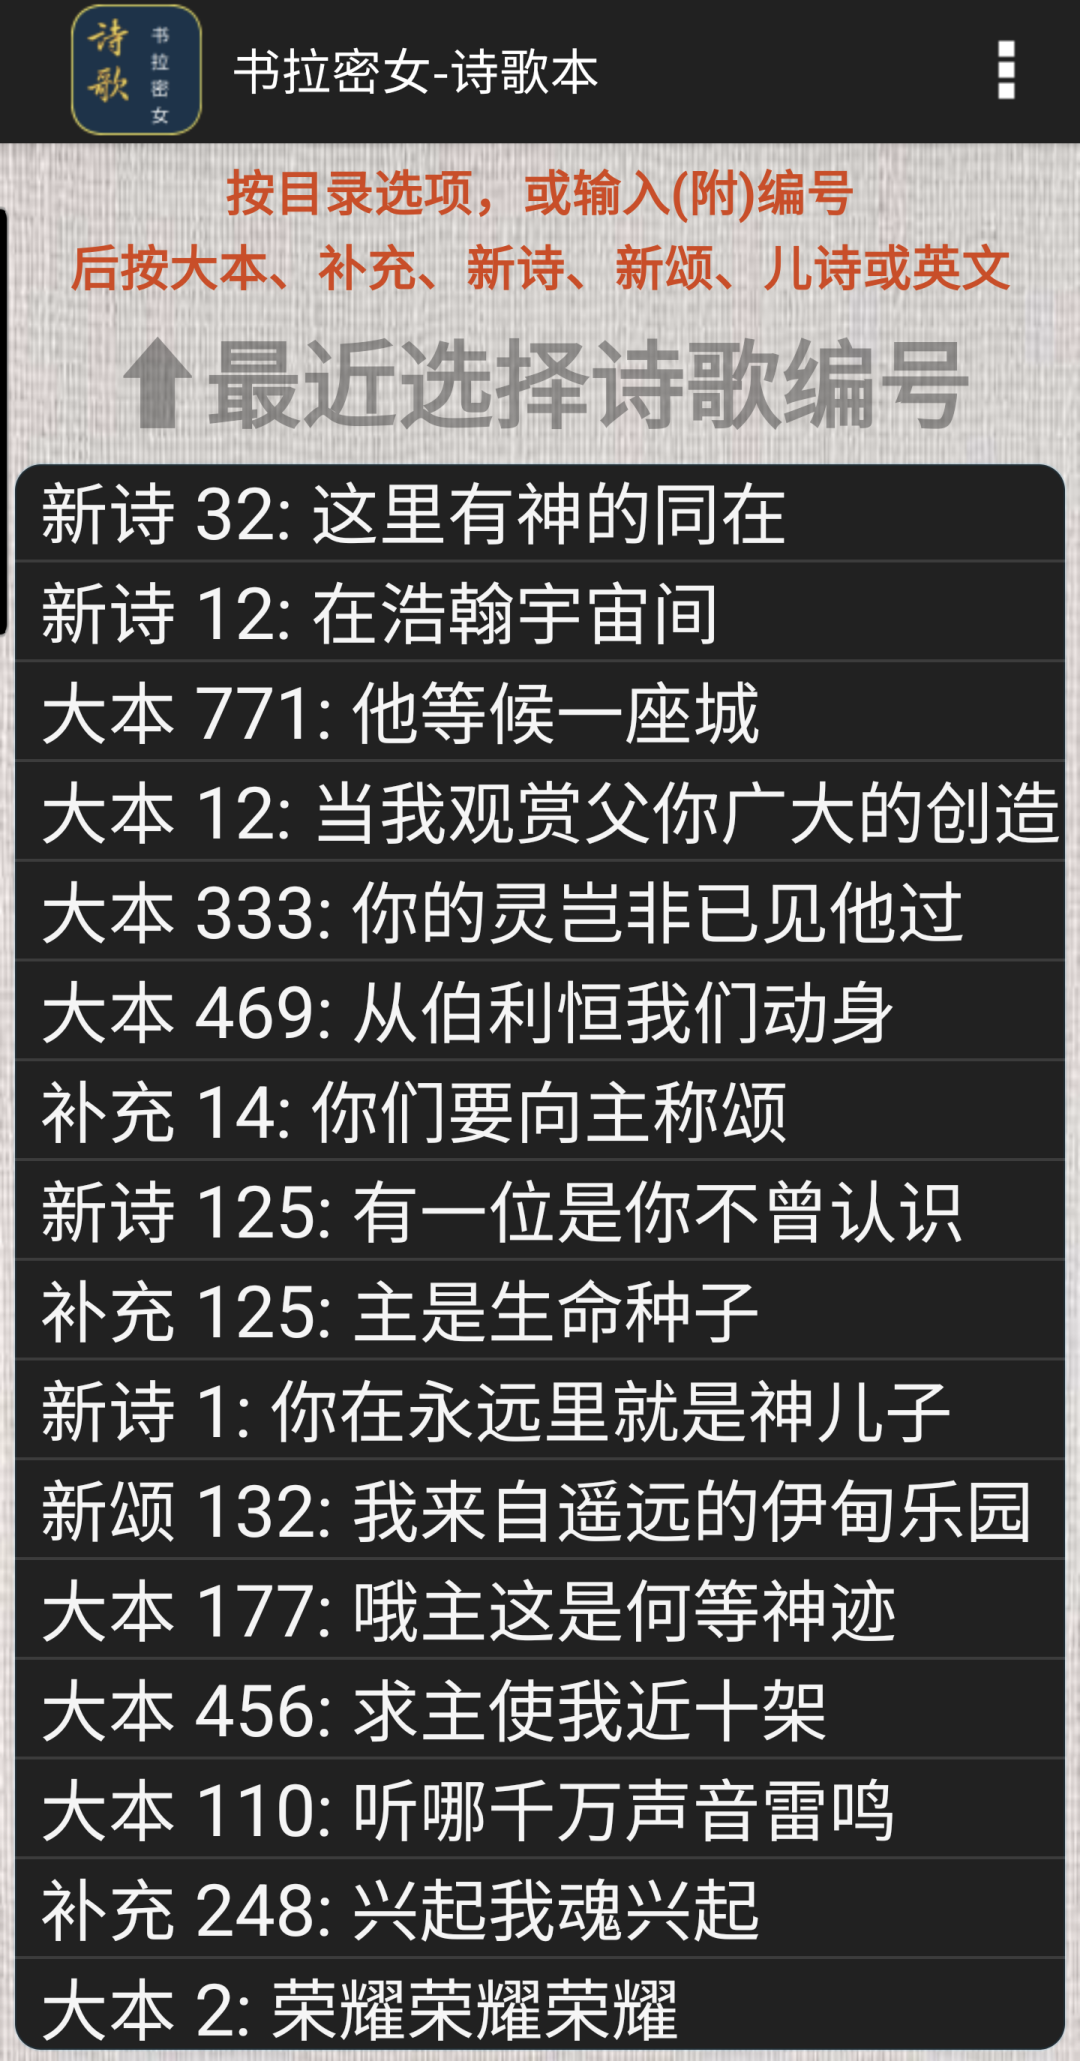 诗歌
书拉密女
书拉密女-诗歌本
按目录选项，或输入(附)编号
后按大本、补充、新诗、新颂、儿诗或英文
⬆最近选择诗歌编号
新诗 32: 这里有神的同在
新诗 12: 在浩翰宇宙间
大本 771: 他等候一座城
大本 12: 当我观赏父你广大的创造
大本 333: 你的灵岂非已见他过
大本 469: 从伯利恒我们动身
补充 14: 你们要向主称颂
新诗 125: 有一位是你不曾认识
补充 125: 主是生命种子
新诗 1: 你在永远里就是神儿子
新颂 132: 我来自遥远的伊甸乐园
大本 177: 哦主这是何等神迹
大本 456: 求主使我近十架
大本 110: 听哪千万声音雷鸣
补充 248: 兴起我魂兴起
大本 2: 荣耀荣耀荣耀